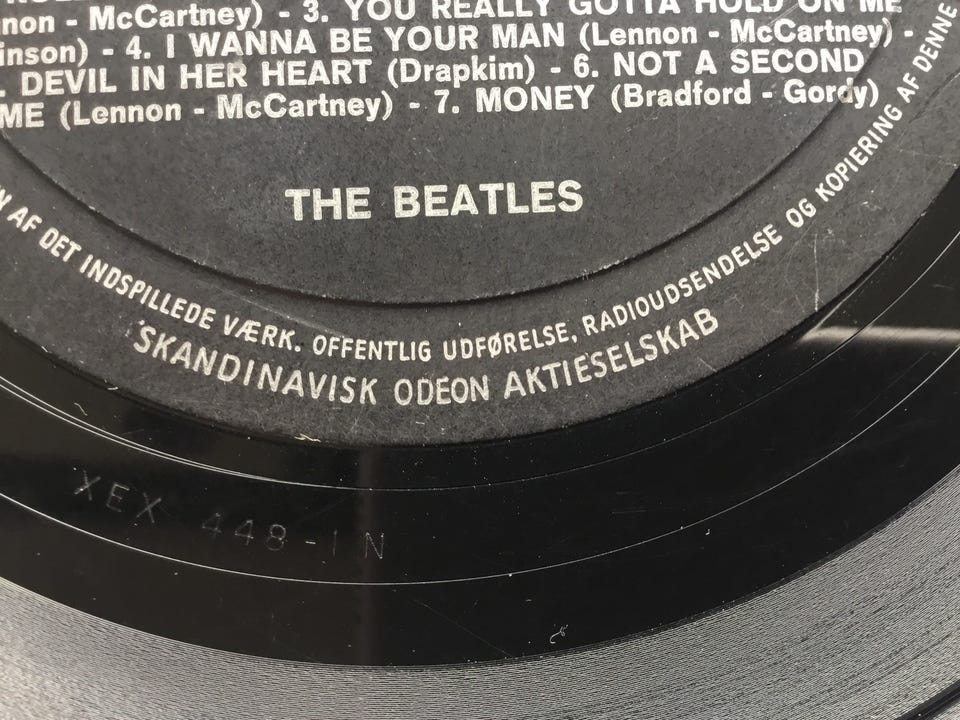 non - McCartney) - 3. YOU REALLY GOTTA HOLD ON ME
inson) - 4. I WANNA BE YOUR MAN (Lennon - McCartney) -
. DEVIL IN HER HEART (Drapkim) - 6. NOT A SECOND
ME (Lennon - McCartney) - 7. MONEY (Bradford - Gordy)
THE BEATLES
N AF DET INDSPILLEDE VÆRK. OFFENTLIG UDFØRELSE, RADIOUDSENDELSE OG KOPIERING AF DENNE
SKANDINAVISK ODEON AKTIESELSKAB
XEX 448-1 N